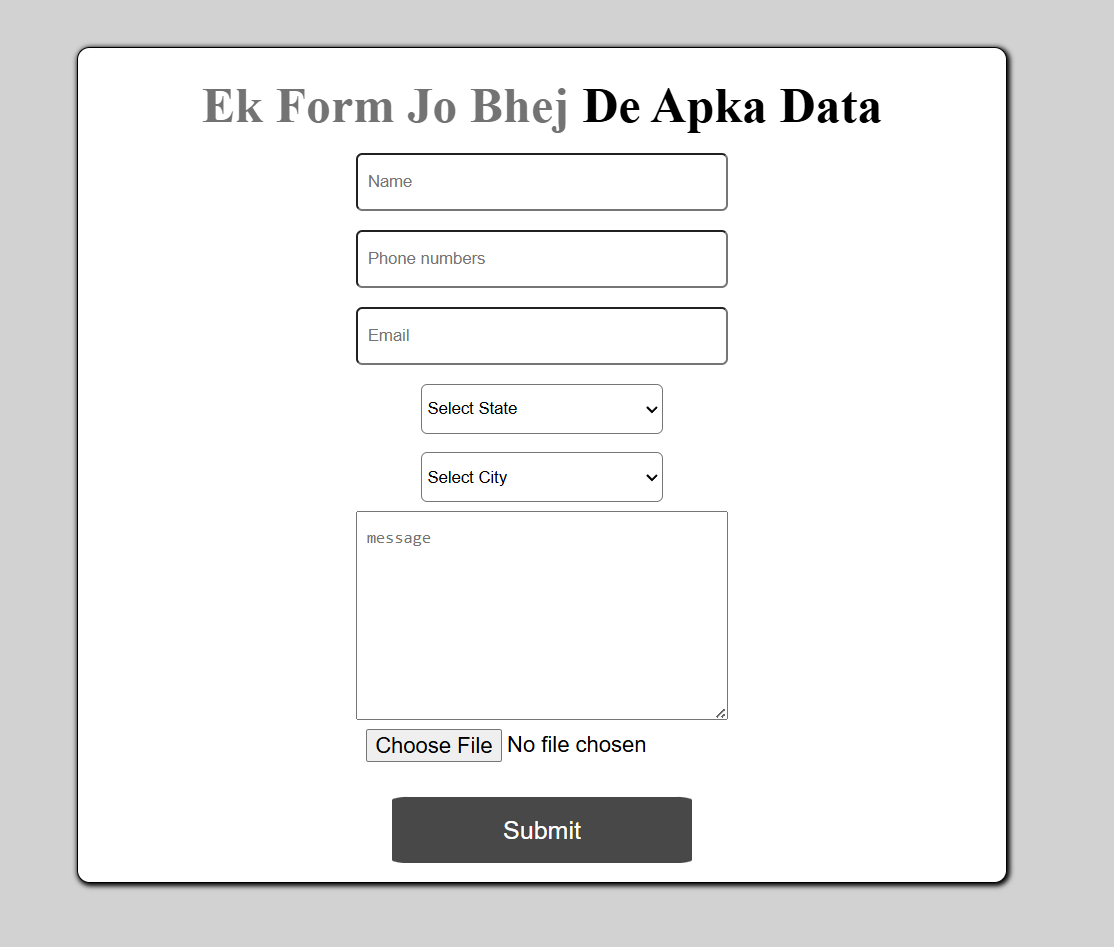 Ek Form Jo Bhej De Apka Data
Name
Phone numbers
Email
Select State
Select City
message
Choose File No file chosen
Submit